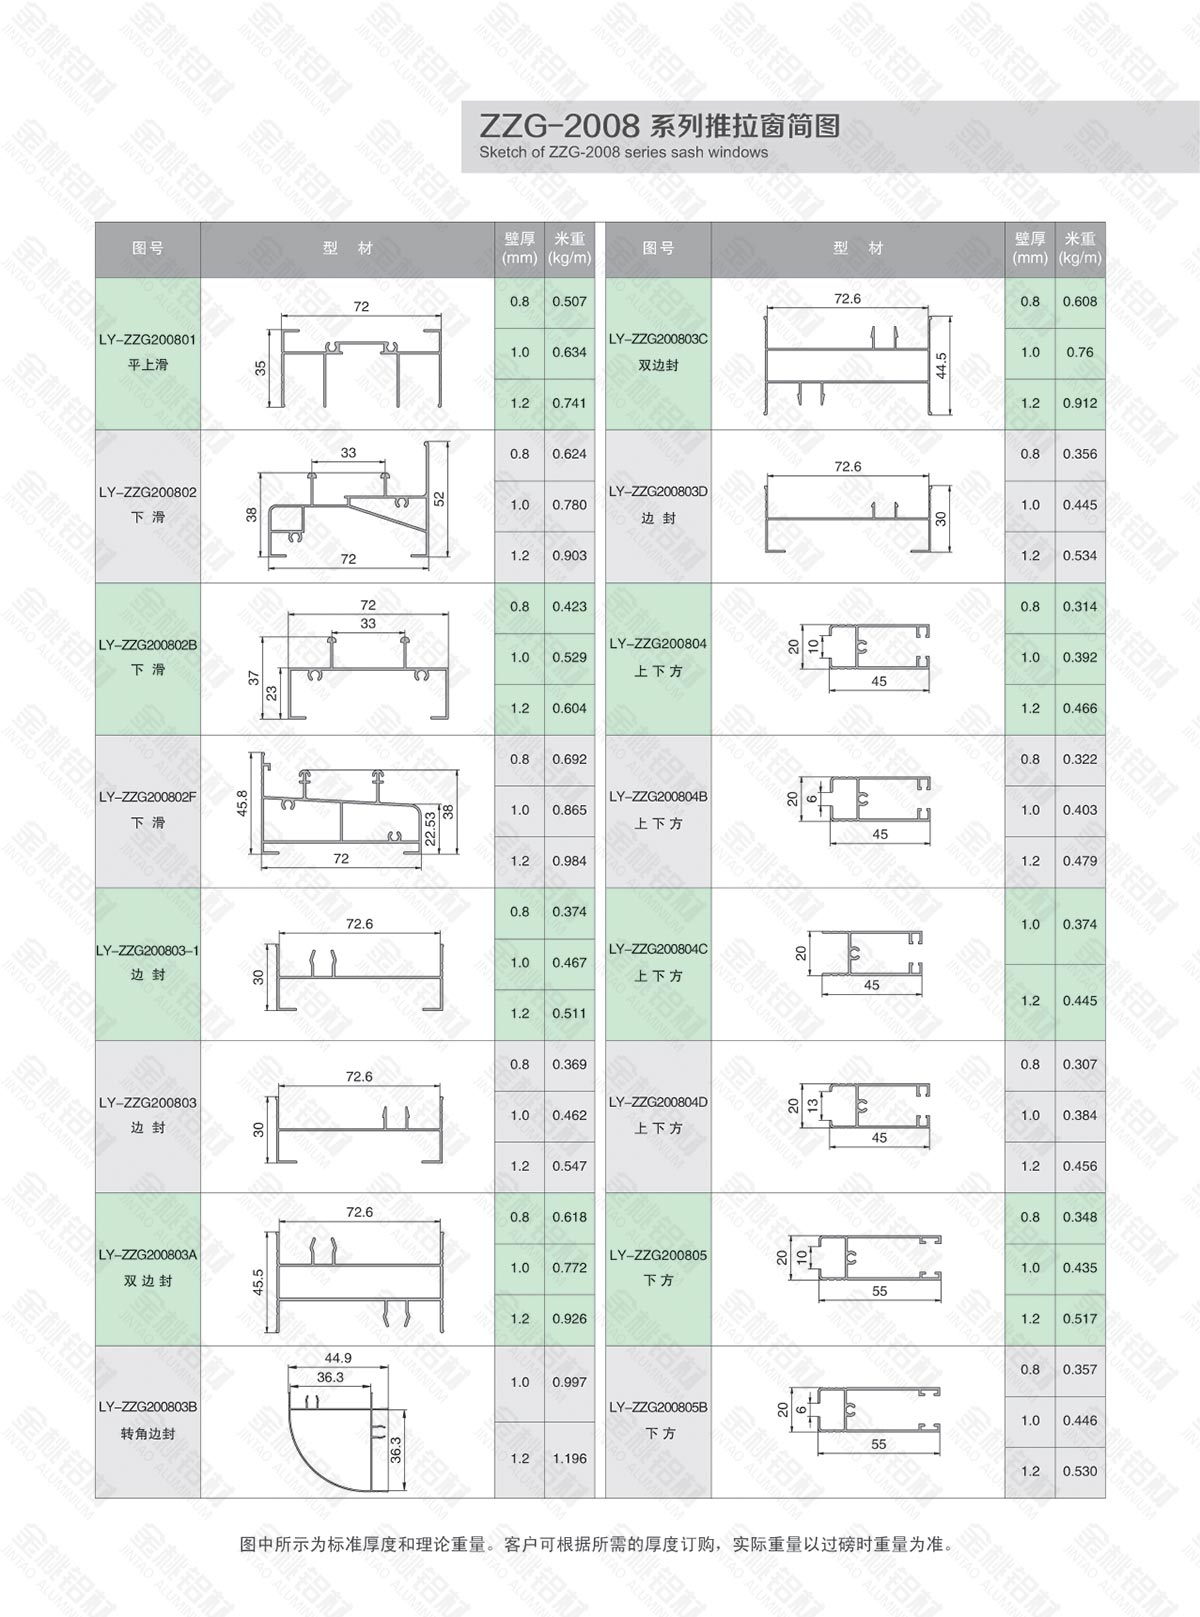 ZZG-2008 系列推拉窗简图
Sketch of ZZG-2008 series sash windows
图号 型 材 壁厚(mm) 米重(kg/m) 图号 型 材 壁厚(mm) 米重(kg/m)
LY-ZZG200801
平上滑
72
35
0.8 0.507
1.0 0.634
1.2 0.741
LY-ZZG200803C
双边封
72.6
44.5
0.8 0.608
1.0 0.76
1.2 0.912
LY-ZZG200802
下 滑
33
38
52
72
0.8 0.624
1.0 0.780
1.2 0.903
LY-ZZG200803D
边 封
72.6
30
0.8 0.356
1.0 0.445
1.2 0.534
LY-ZZG200802B
下 滑
72
33
37
23
0.8 0.423
1.0 0.529
1.2 0.604
LY-ZZG200804
上下方
20
10
45
0.8 0.314
1.0 0.392
1.2 0.466
LY-ZZG200802F
下 滑
45.8
22.53
38
72
0.8 0.692
1.0 0.865
1.2 0.984
LY-ZZG200804B
上下方
20
6
45
0.8 0.322
1.0 0.403
1.2 0.479
LY-ZZG200803-1
边 封
72.6
30
0.8 0.374
1.0 0.467
1.2 0.511
LY-ZZG200804C
上下方
20
45
1.0 0.374
1.2 0.445
LY-ZZG200803
边 封
72.6
30
0.8 0.369
1.0 0.462
1.2 0.547
LY-ZZG200804D
上下方
20
13
45
0.8 0.307
1.0 0.384
1.2 0.456
LY-ZZG200803A
双边封
72.6
45.5
0.8 0.618
1.0 0.772
1.2 0.926
LY-ZZG200805
下方
20
10
55
0.8 0.348
1.0 0.435
1.2 0.517
LY-ZZG200803B
转角边封
44.9
36.3
36.3
1.0 0.997
1.2 1.196
LY-ZZG200805B
下方
20
6
55
0.8 0.357
1.0 0.446
1.2 0.530
图中所示为标准厚度和理论重量。客户可根据所需的厚度订购，实际重量以过磅时重量为准。
金桃铝材
JINTAO ALUMINIUM